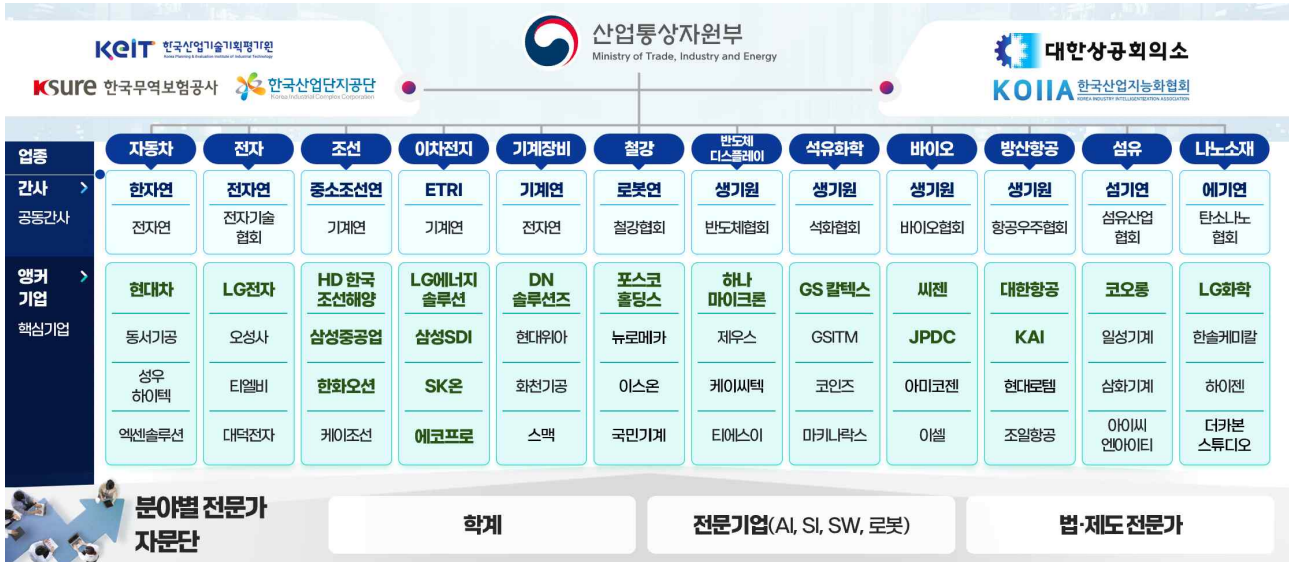 산업통상자원부
Ministry of Trade, Industry and Energy
KEIT 한국산업기술기획평가원
Korea Planning & Evaluation Institute of Industrial Technology
Ksure 한국무역보험공사
한국산업단지공단
Korea Industrial Complex Corporation
대한상공회의소
KOIIA 한국산업지능화협회
KOREA INDUSTRY INTELLIGENTIZATION ASSOCIATION
업종 자동차 전자 조선 이차전지 기계장비 철강 반도체 디스플레이 석유화학 바이오 방산항공 섬유 나노소재
간사 > 한자연 전자연 중소조선연 ETRI 기계연 로봇연 생기원 생기원 생기원 생기원 섬기연 에기연
공동간사 전자연 전자기술협회 기계연 기계연 전자연 철강협회 반도체협회 석화협회 바이오협회 항공우주협회 섬유산업협회 탄소나노협회
앵커기업 > 현대차 LG전자 HD 한국조선해양 LG에너지솔루션 DN솔루션즈 포스코홀딩스 하나마이크론 GS 칼텍스 씨젠 대한항공 코오롱 LG화학
핵심기업 동서기공 오성사 삼성중공업 삼성SDI 현대위아 뉴로메카 제우스 GSITM JPDC KAI 일성기계 한솔케미칼
성우하이텍 티엘비 한화오션 SK온 화천기공 이스온 케이씨텍 코인즈 아미코젠 현대로템 삼화기계 하이젠
엑센솔루션 대덕전자 케이조선 에코프로 스맥 국민기계 티에스이 마키나락스 이셀 조일항공 아이씨엔아이티 더카본스튜디오
분야별 전문가
자문단
학계
전문기업(AI, SI, SW, 로봇)
법·제도 전문가